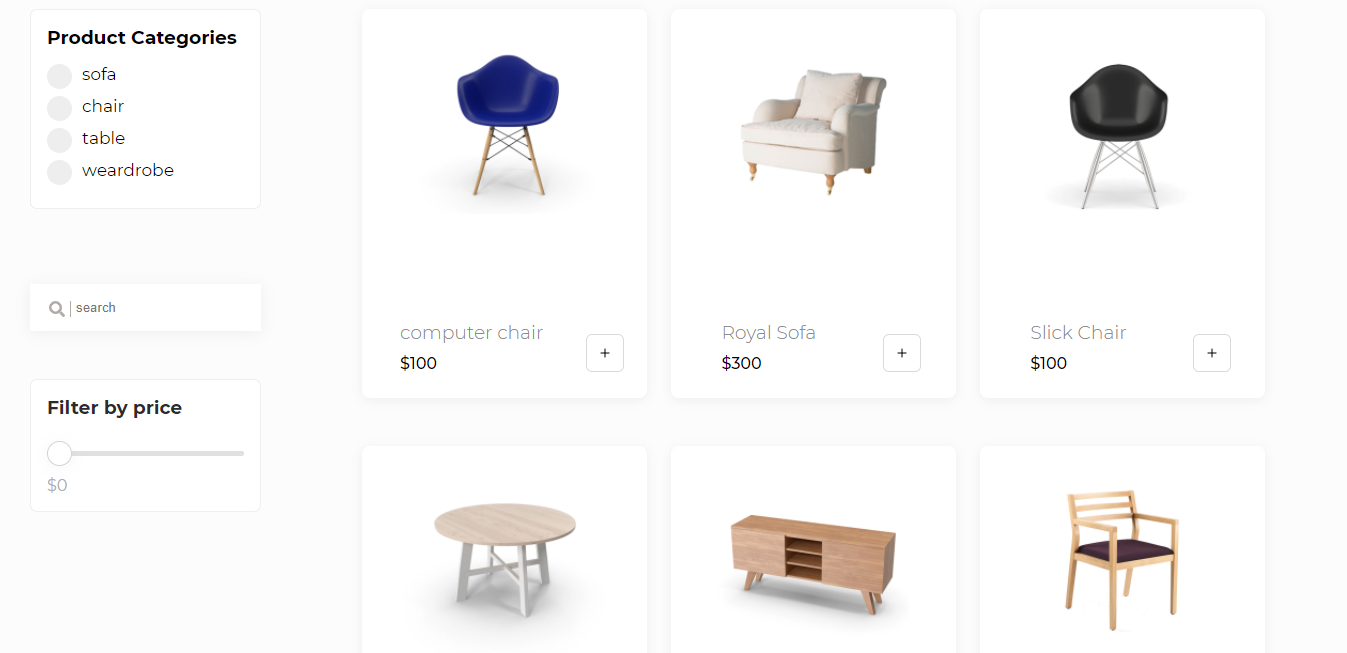 Product Categories
sofa
chair
table
weardrobe
search
Filter by price
$0
computer chair
$100
+
Royal Sofa
$300
+
Slick Chair
$100
+